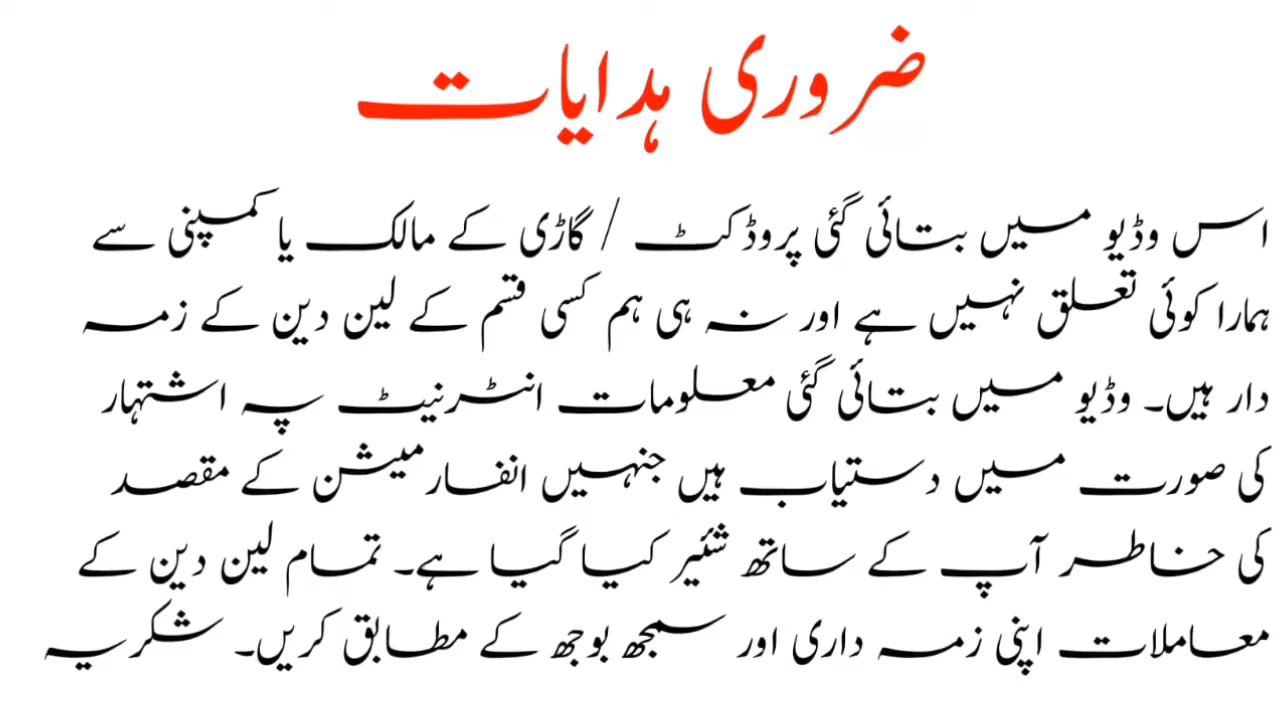 ضروری ہدایات
اس وڈیو میں بتائی گئی پروڈکٹ / گاڑی کے مالک یا کمپنی سے
ہمارا کوئی تعلق نہیں ہے اور نہ ہی ہم کسی قسم کے لین دین کے زمہ
دار ہیں۔ وڈیو میں بتائی گئی معلومات انٹرنیٹ پہ اشتہار
کی صورت میں دستیاب ہیں جنہیں انفارمیشن کے مقصد
کی خاطر آپ کے ساتھ شئیر کیا گیا ہے۔ تمام لین دین کے
معاملات اپنی زمہ داری اور سمجھ بوجھ کے مطابق کریں۔ شکریہ